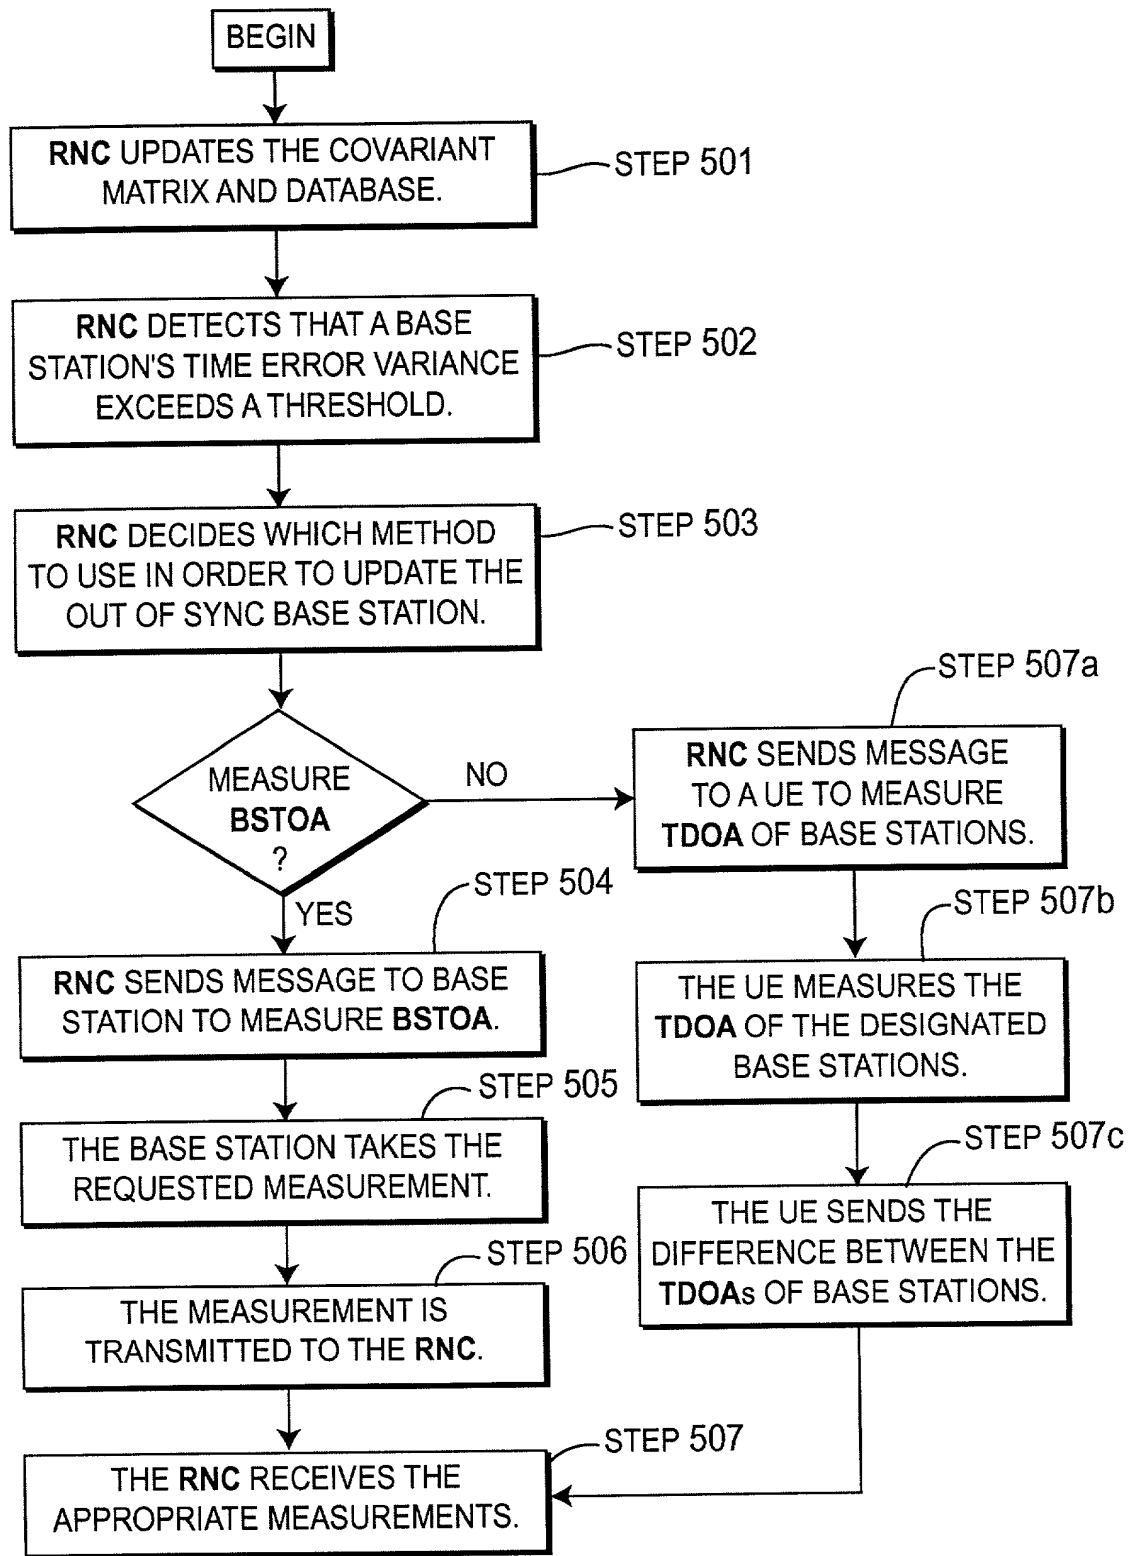 BEGIN
RNC UPDATES THE COVARIANT
MATRIX AND DATABASE.
STEP 501
RNC DETECTS THAT A BASE
STATION'S TIME ERROR VARIANCE
EXCEEDS A THRESHOLD.
STEP 502
RNC DECIDES WHICH METHOD
TO USE IN ORDER TO UPDATE THE
OUT OF SYNC BASE STATION.
STEP 503
MEASURE
BSTOA
?
NO
YES
STEP 504
RNC SENDS MESSAGE TO BASE
STATION TO MEASURE BSTOA.
STEP 505
THE BASE STATION TAKES THE
REQUESTED MEASUREMENT.
STEP 506
THE MEASUREMENT IS
TRANSMITTED TO THE RNC.
STEP 507a
RNC SENDS MESSAGE
TO A UE TO MEASURE
TDOA OF BASE STATIONS.
STEP 507b
THE UE MEASURES THE
TDOA OF THE DESIGNATED
BASE STATIONS.
STEP 507c
THE UE SENDS THE
DIFFERENCE BETWEEN THE
TDOAs OF BASE STATIONS.
STEP 507
THE RNC RECEIVES THE
APPROPRIATE MEASUREMENTS.